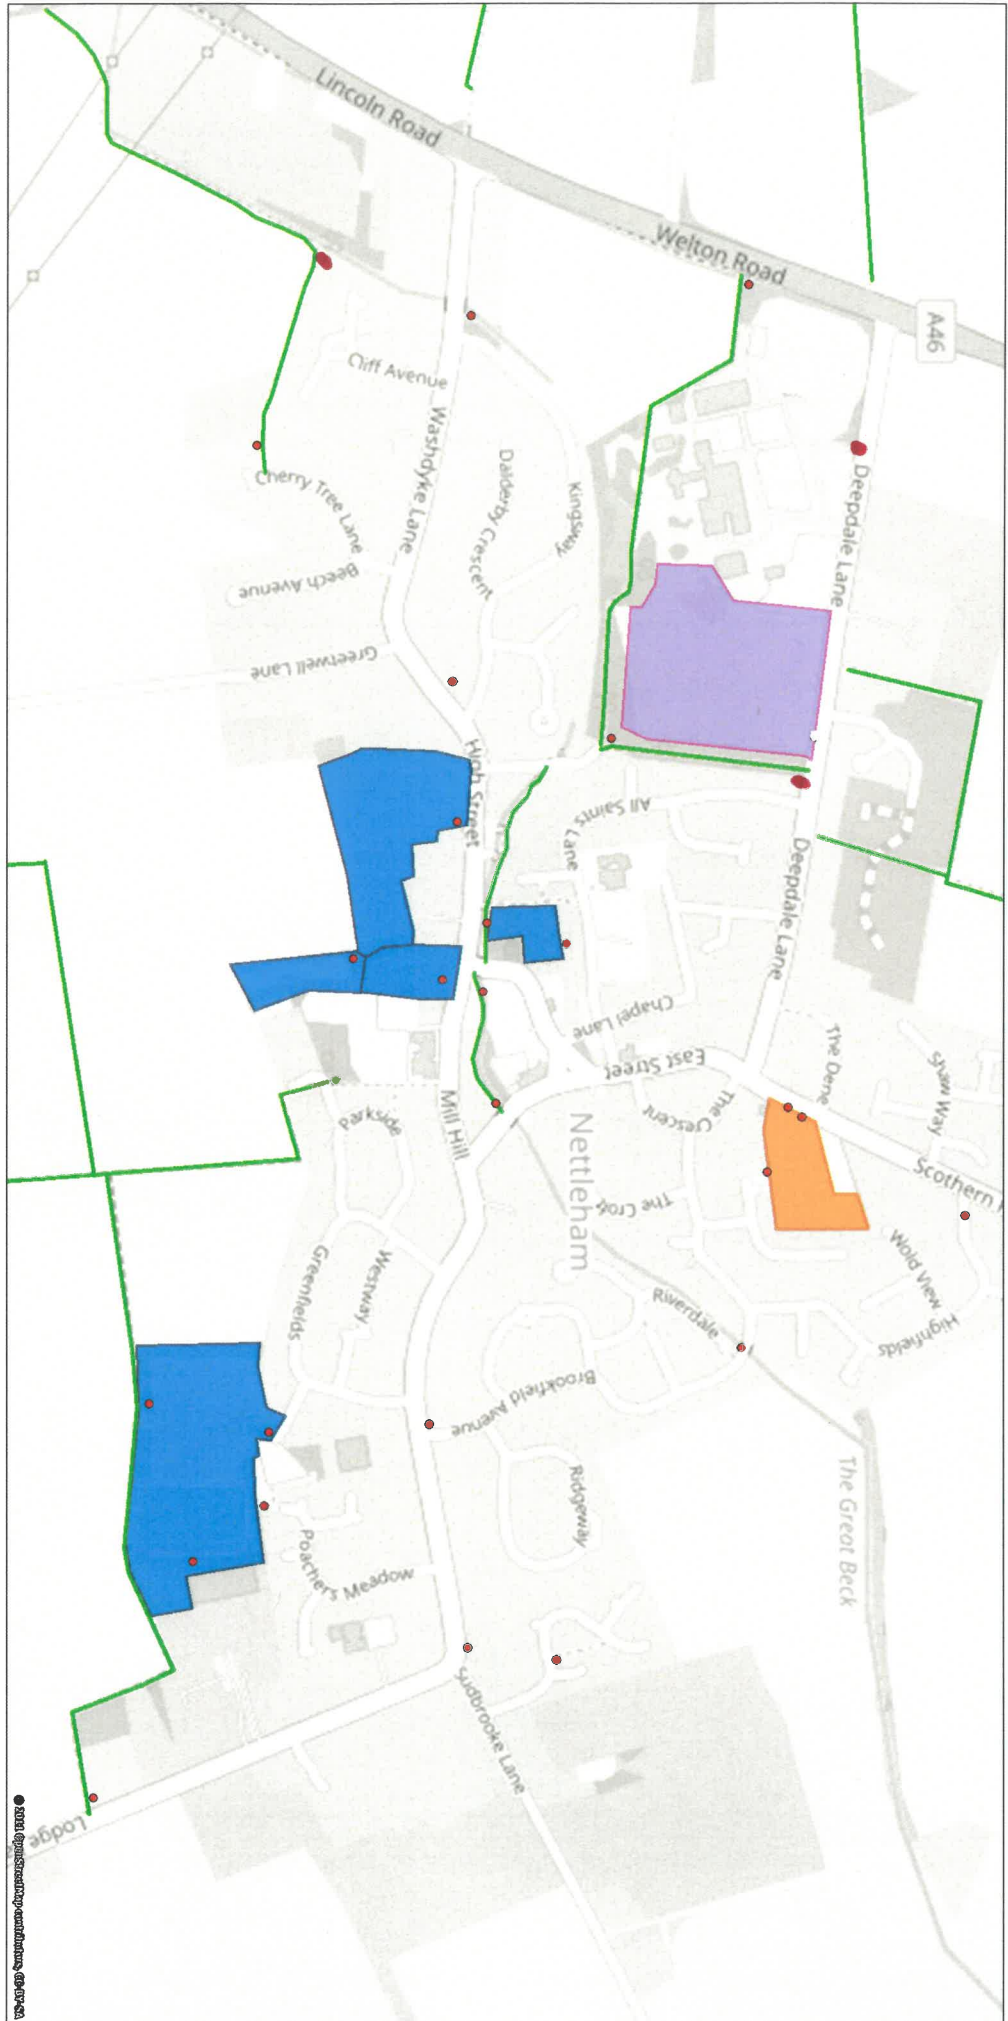 Lincoln Road
Welton Road
A46
Cliff Avenue
Washdyke Lane
Dalderby Crescent
Kingsway
Deepdale Lane
Cherry Tree Lane
Beech Avenue
Greetwell Lane
High Street
All Saints Lane
Deepdale Lane
Chapel Lane
East Street
The Dene
Shaw Way
The Crescent
Parkside
Mill Hill
Nettleham
Scothern
The Crofs
Wold View
Highfields
Greenfields
Westway
Riverdale
Brookfield Avenue
Ridgeway
The Great Beck
Poachers Meadow
Sudbrooke Lane
Lodge